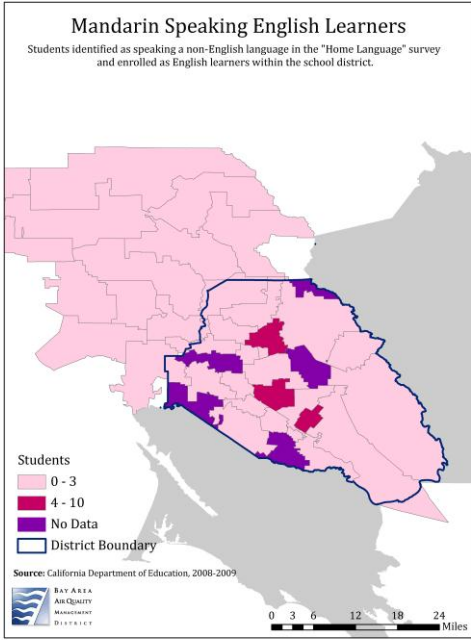 Mandarin Speaking English Learners
Students identified as speaking a non-English language in the "Home Language" survey
and enrolled as English learners within the school district.
Students
0 - 3
4 - 10
No Data
District Boundary
Source: California Department of Education, 2008-2009
BAY AREA
AIR QUALITY
MANAGEMENT
DISTRICT
0 3 6 12 18 24
Miles